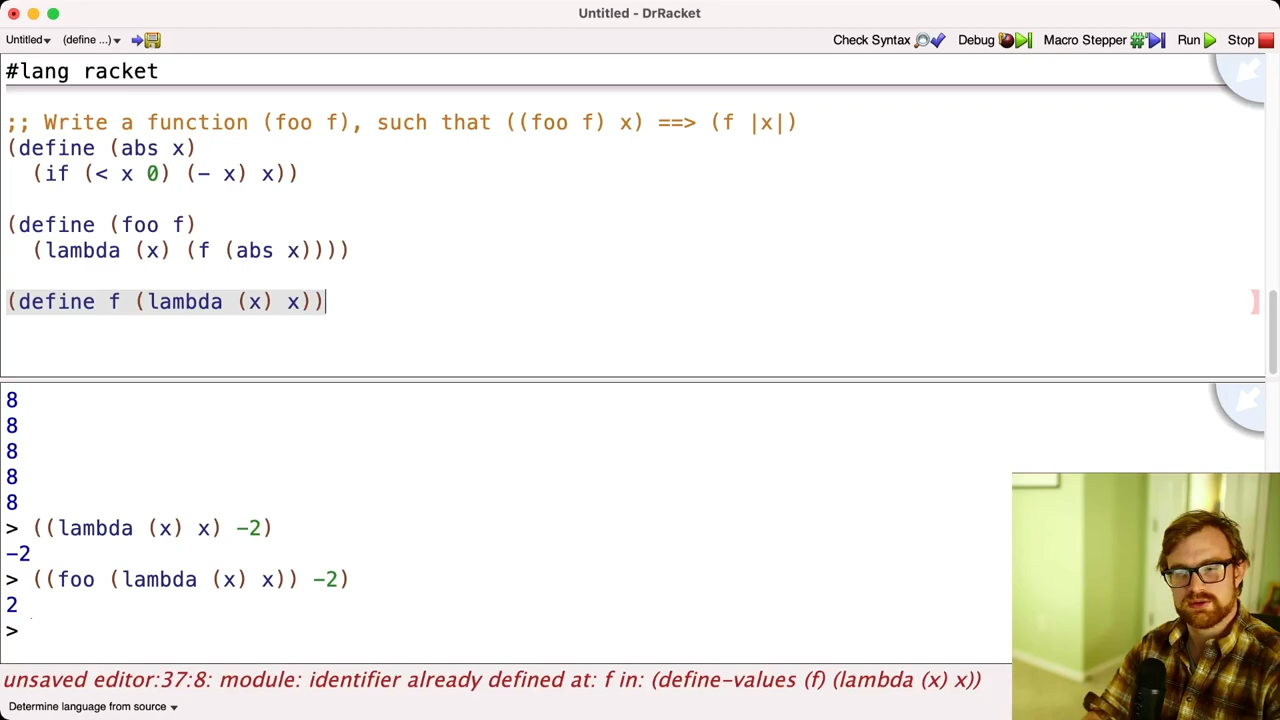 Untitled - DrRacket
Untitled (define ...) Check Syntax Debug Macro Stepper Run Stop
#lang racket
;; Write a function (foo f), such that ((foo f) x) ==> (f |x|)
(define (abs x)
  (if (< x 0) (- x) x))
(define (foo f)
  (lambda (x) (f (abs x))))
(define f (lambda (x) x))
8
8
8
8
8
> ((lambda (x) x) -2)
-2
> ((foo (lambda (x) x)) -2)
2
>
unsaved editor:37:8: module: identifier already defined at: f in: (define-values (f) (lambda (x) x))
Determine language from source